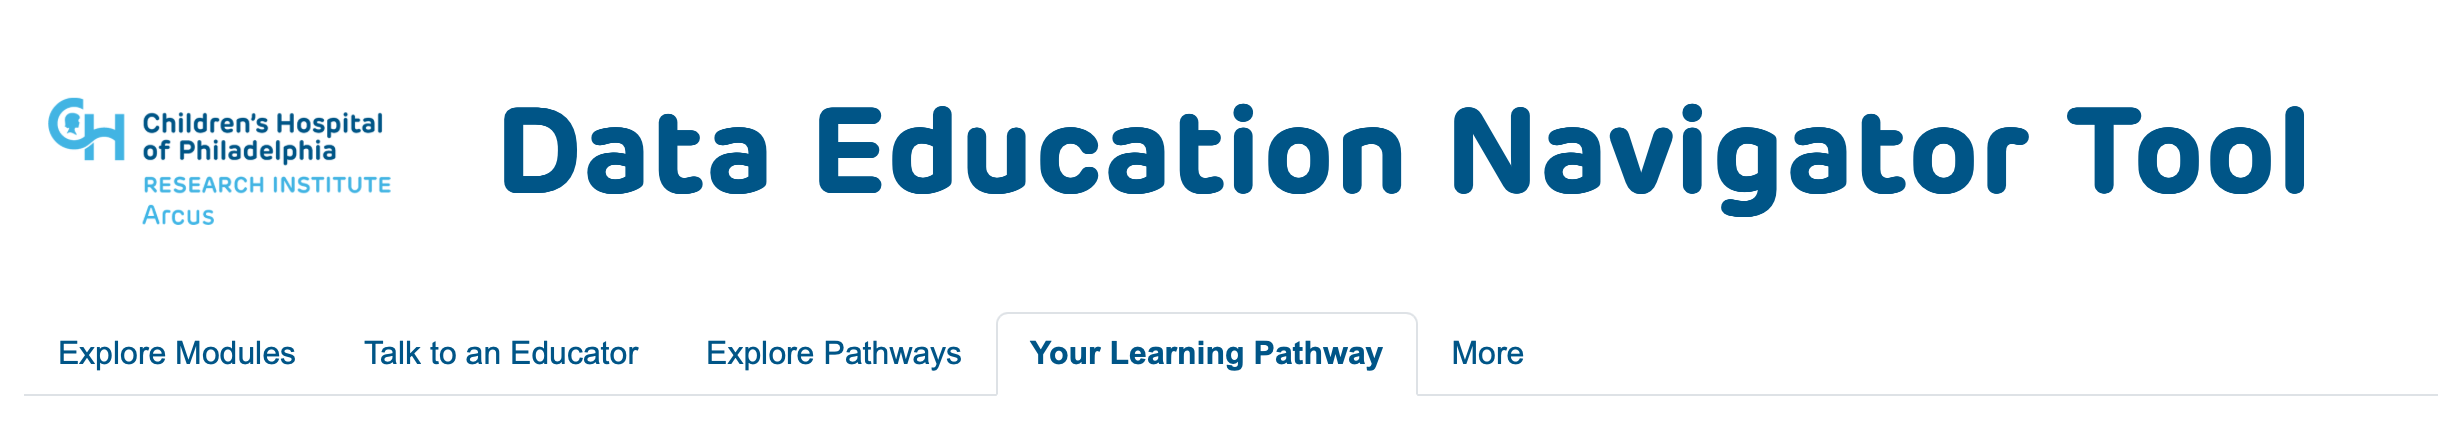 Children's Hospital
of Philadelphia
RESEARCH INSTITUTE
Arcus
Data Education Navigator Tool
Explore Modules Talk to an Educator Explore Pathways Your Learning Pathway More